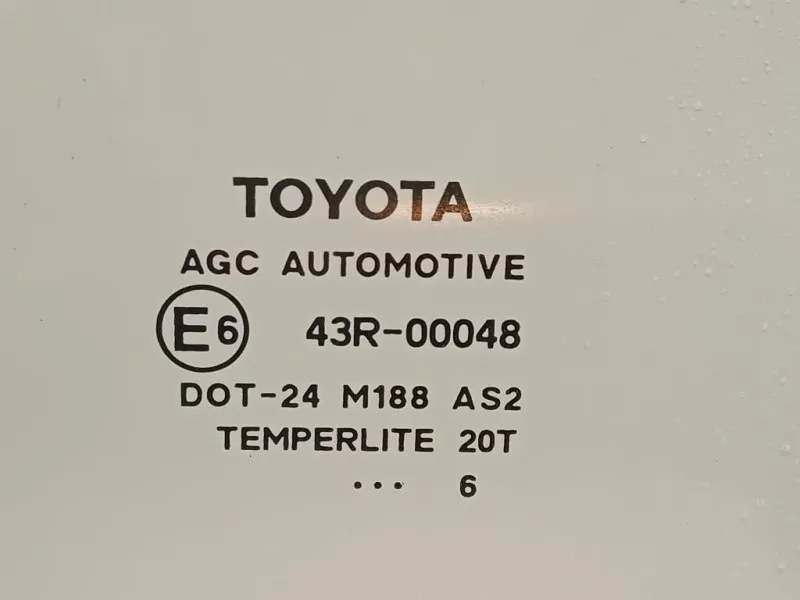 TOYOTA
AGC AUTOMOTIVE
E6 43R-00048
DOT-24 M188 AS2
TEMPERLITE 20T
... 6